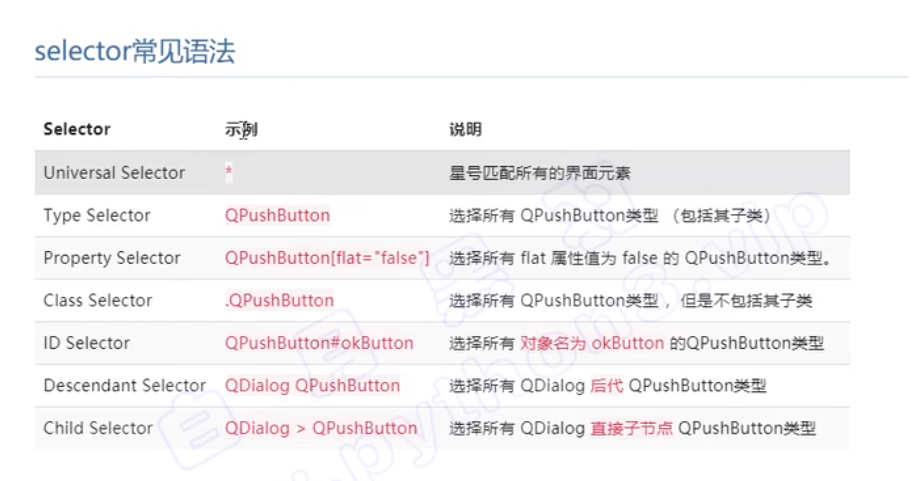 selector常见语法
Selector 示例 说明
Universal Selector * 星号匹配所有的界面元素
Type Selector QPushButton 选择所有 QPushButton类型 （包括其子类）
Property Selector QPushButton[flat="false"] 选择所有 flat 属性值为 false 的 QPushButton类型。
Class Selector .QPushButton 选择所有 QPushButton类型 ，但是不包括其子类
ID Selector QPushButton#okButton 选择所有 对象名为 okButton 的QPushButton类型
Descendant Selector QDialog QPushButton 选择所有 QDialog 后代 QPushButton类型
Child Selector QDialog > QPushButton 选择所有 QDialog 直接子节点 QPushButton类型
白月黑羽
.python3.vip